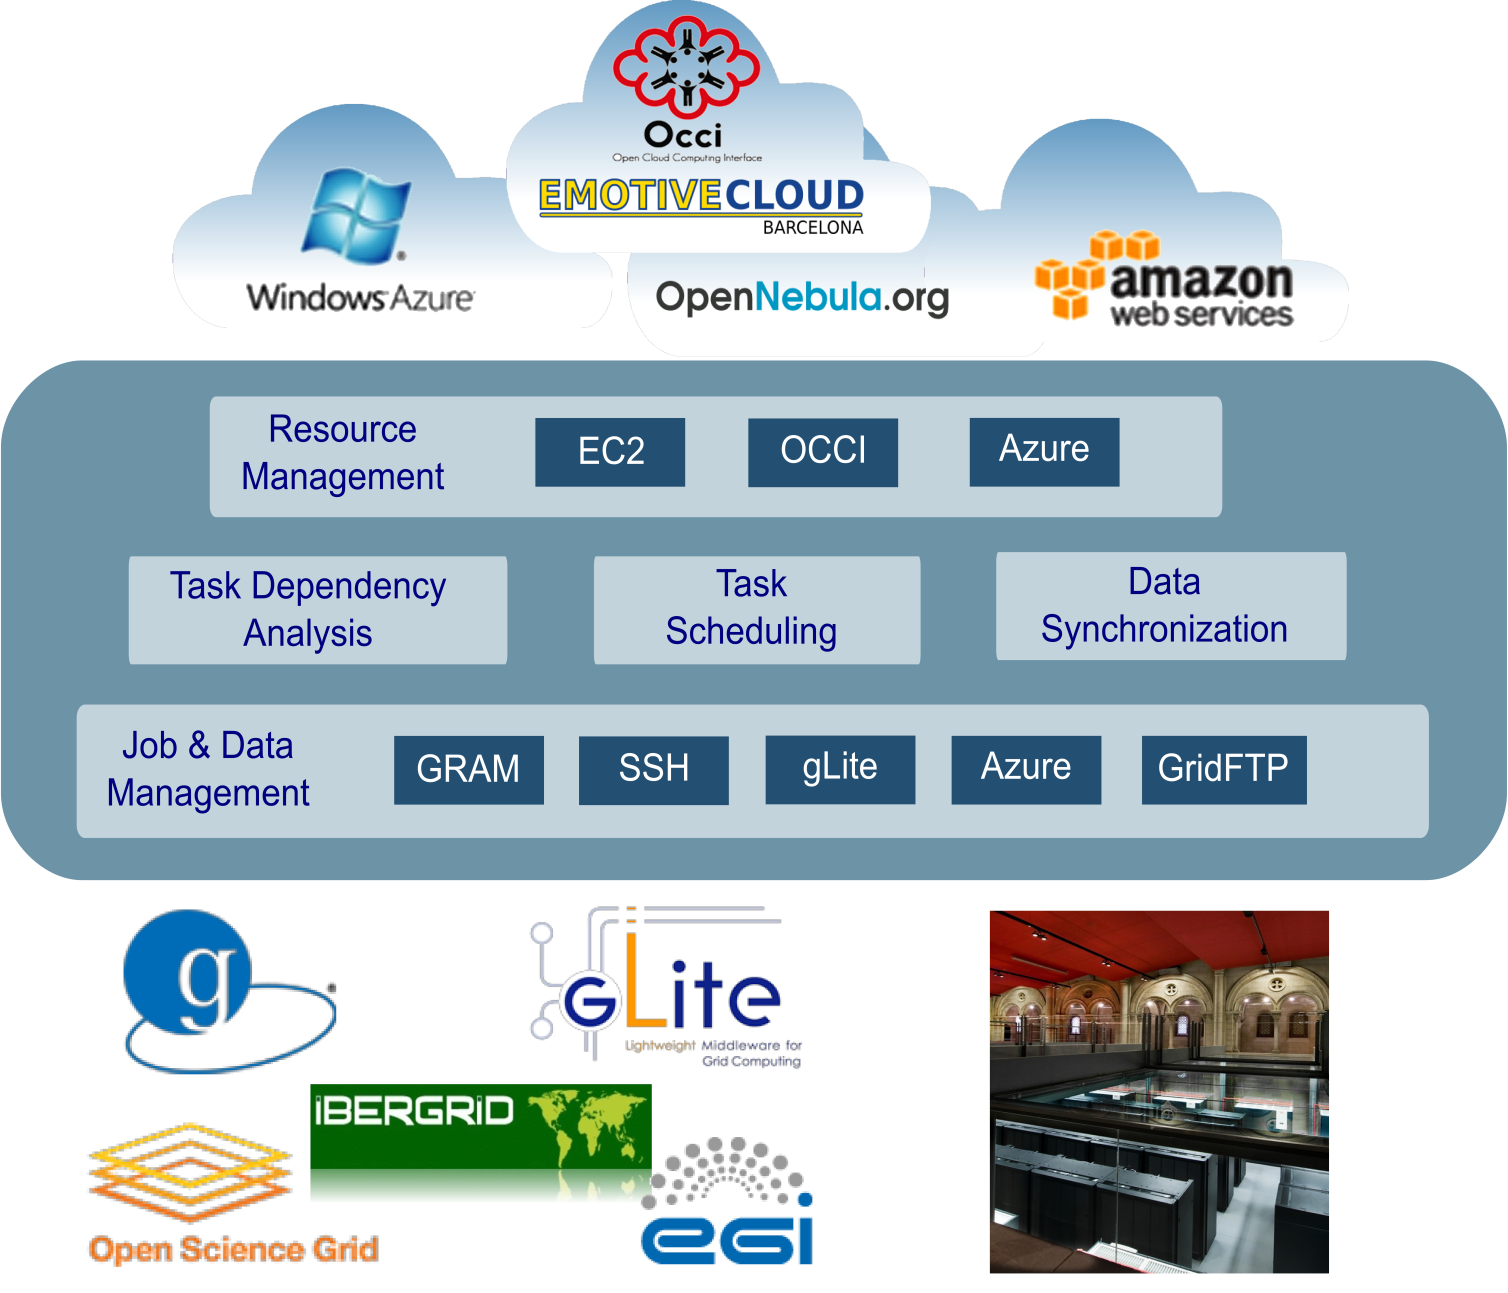 Occi
Open Cloud Computing Interface
EMOTIVECLOUD
BARCELONA
Windows Azure
OpenNebula.org
amazon
web services
Resource
Management
EC2
OCCI
Azure
Task Dependency
Analysis
Task
Scheduling
Data
Synchronization
Job & Data
Management
GRAM
SSH
gLite
Azure
GridFTP
g
gLite
Lightweight Middleware for
Grid Computing
iBERGRiD
Open Science Grid
eGi